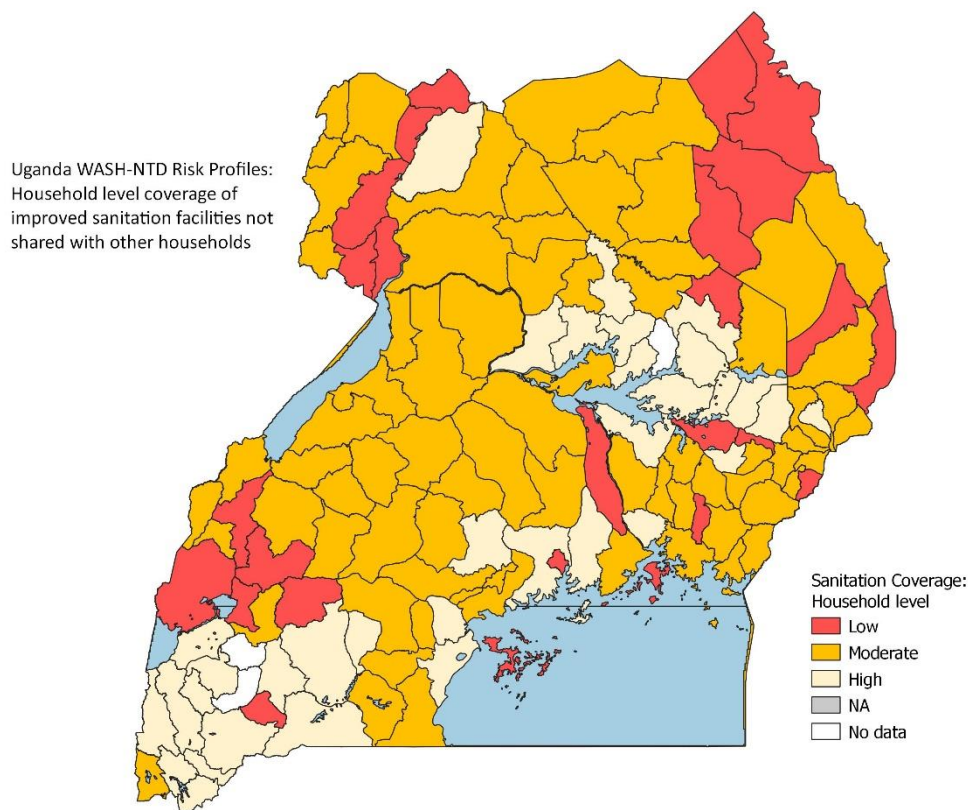 Uganda WASH-NTD Risk Profiles:
Household level coverage of
improved sanitation facilities not
shared with other households
Sanitation Coverage:
Household level
Low
Moderate
High
NA
No data